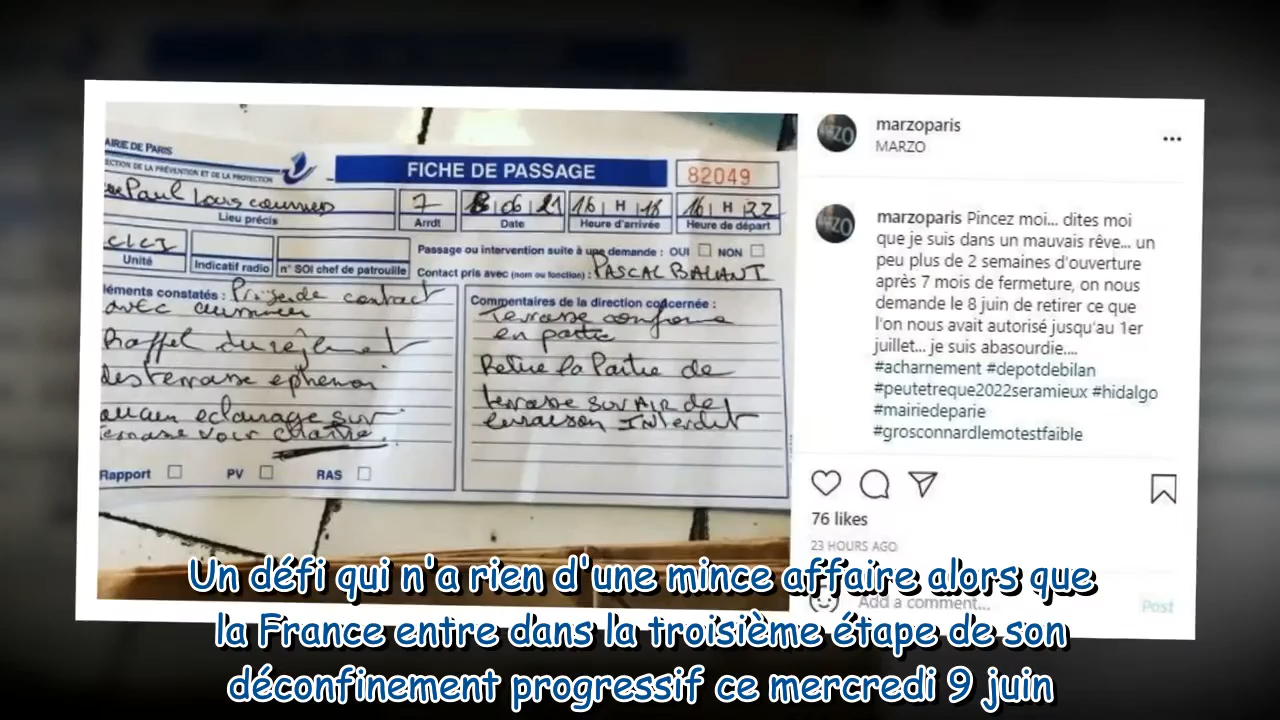 AIRIE DE PARIS
ECTION DE LA PRÉVENTION ET DE LA PROTECTION
FICHE DE PASSAGE
82049
Paul Louis courrier
7
8 06 21
16 H 18
16 H 22
Lieu précis
Arrdt
Date
Heure d'arrivée
Heure de départ
Unité
Indicatif radio
n° SOI chef de patrouille
Passage ou intervention suite à une demande : OUI NON
Contact pris avec (nom ou fonction) : PASCAL BALANT
léments constatés : Prise de contact
avec
Rappel du règlement
des terrasse
aucun eclairage sur
terrasse voir charte.
Rapport PV RAS
Commentaires de la direction concernée :
Terrasse conforme
en partie
Retire la Partie de
terrasse SUR AIR de
livraison INterdit
marzoparis
MARZO
marzoparis Pincez moi... dites moi
que je suis dans un mauvais rêve... un
peu plus de 2 semaines d'ouverture
après 7 mois de fermeture, on nous
demande le 8 juin de retirer ce que
l'on nous avait autorisé jusqu'au 1er
juillet... je suis abasourdie....
#acharnement #depotdebilan
#peutetreque2022seramieux #hidalgo
#mairiedeparie
#grosconnardlemotestfaible
76 likes
23 HOURS AGO
Add a comment...
Post
Un défi qui n'a rien d'une mince affaire alors que
la France entre dans la troisième étape de son
déconfinement progressif ce mercredi 9 juin